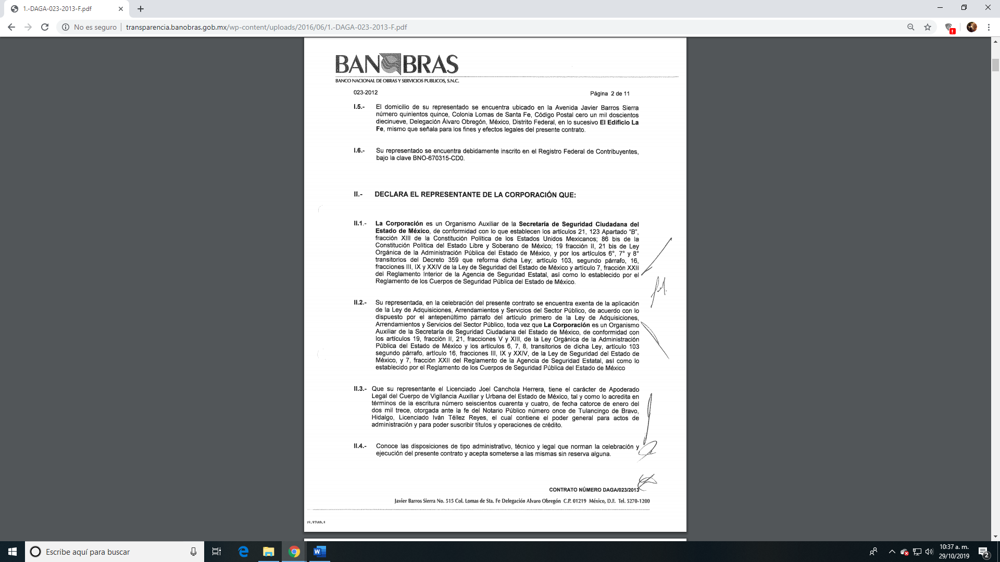 1.-DAGA-023-2013-F.pdf
No es seguro
transparencia.banobras.gob.mx/wp-content/uploads/2016/06/1.-DAGA-023-2013-F.pdf
BANOBRAS
BANCO NACIONAL DE OBRAS Y SERVICIOS PUBLICOS, S.N.C.
023-2012
Página 2 de 11
I.5.- El domicilio de su representado se encuentra ubicado en la Avenida Javier Barros Sierra
número quinientos quince, Colonia Lomas de Santa Fe, Código Postal cero un mil doscientos
diecinueve, Delegación Álvaro Obregón, México, Distrito Federal, en lo sucesivo El Edificio La
Fe, mismo que señala para los fines y efectos legales del presente contrato.
I.6.- Su representado se encuentra debidamente inscrito en el Registro Federal de Contribuyentes,
bajo la clave BNO-670315-CD0.
II.- DECLARA EL REPRESENTANTE DE LA CORPORACIÓN QUE:
II.1.- La Corporación es un Organismo Auxiliar de la Secretaría de Seguridad Ciudadana del
Estado de México, de conformidad con lo que establecen los artículos 21, 123 Apartado "B",
fracción XIII de la Constitución Política de los Estados Unidos Mexicanos; 86 bis de la
Constitución Política del Estado Libre y Soberano de México; 19 fracción II, 21 bis de Ley
Orgánica de la Administración Pública del Estado de México, y por los artículos 6°, 7° y 8°
transitorios del Decreto 359 que reforma dicha Ley; artículo 103, segundo párrafo, 16,
fracciones III, IX y XXIV de la Ley de Seguridad del Estado de México y artículo 7, fracción XXII
del Reglamento Interior de la Agencia de Seguridad Estatal, así como lo establecido por el
Reglamento de los Cuerpos de Seguridad Pública del Estado de México.
II.2.- Su representada, en la celebración del presente contrato se encuentra exenta de la aplicación
de la Ley de Adquisiciones, Arrendamientos y Servicios del Sector Público, de acuerdo con lo
dispuesto por el antepenúltimo párrafo del artículo primero de la Ley de Adquisiciones,
Arrendamientos y Servicios del Sector Público, toda vez que La Corporación es un Organismo
Auxiliar de la Secretaría de Seguridad Ciudadana del Estado de México, de conformidad con
los artículos 19, fracción II, 21, fracciones V y XIII, de la Ley Orgánica de la Administración
Pública del Estado de México y los artículos 6, 7, 8, transitorios de dicha Ley, artículo 103
segundo párrafo, artículo 16, fracciones III, IX y XXIV, de la Ley de Seguridad del Estado de
México, y 7, fracción XXII del Reglamento de la Agencia de Seguridad Estatal, así como lo
establecido por el Reglamento de los Cuerpos de Seguridad Pública del Estado de México
II.3.- Que su representante el Licenciado Joel Canchola Herrera, tiene el carácter de Apoderado
Legal del Cuerpo de Vigilancia Auxiliar y Urbana del Estado de México, tal y como lo acredita en
términos de la escritura número seiscientos cuarenta y cuatro, de fecha catorce de enero del
dos mil trece, otorgada ante la fe del Notario Público número once de Tulancingo de Bravo,
Hidalgo, Licenciado Iván Téllez Reyes, el cual contiene el poder general para actos de
administración y para poder suscribir títulos y operaciones de crédito.
II.4.- Conoce las disposiciones de tipo administrativo, técnico y legal que norman la celebración y
ejecución del presente contrato y acepta someterse a las mismas sin reserva alguna.
CONTRATO NÚMERO DAGA/023/2013
Javier Barros Sierra No. 515 Col. Lomas de Sta. Fe Delegación Alvaro Obregón C.P. 01219 México, D.F. Tel. 5270-1200
Escribe aquí para buscar
10:37 a. m.
29/10/2019
2